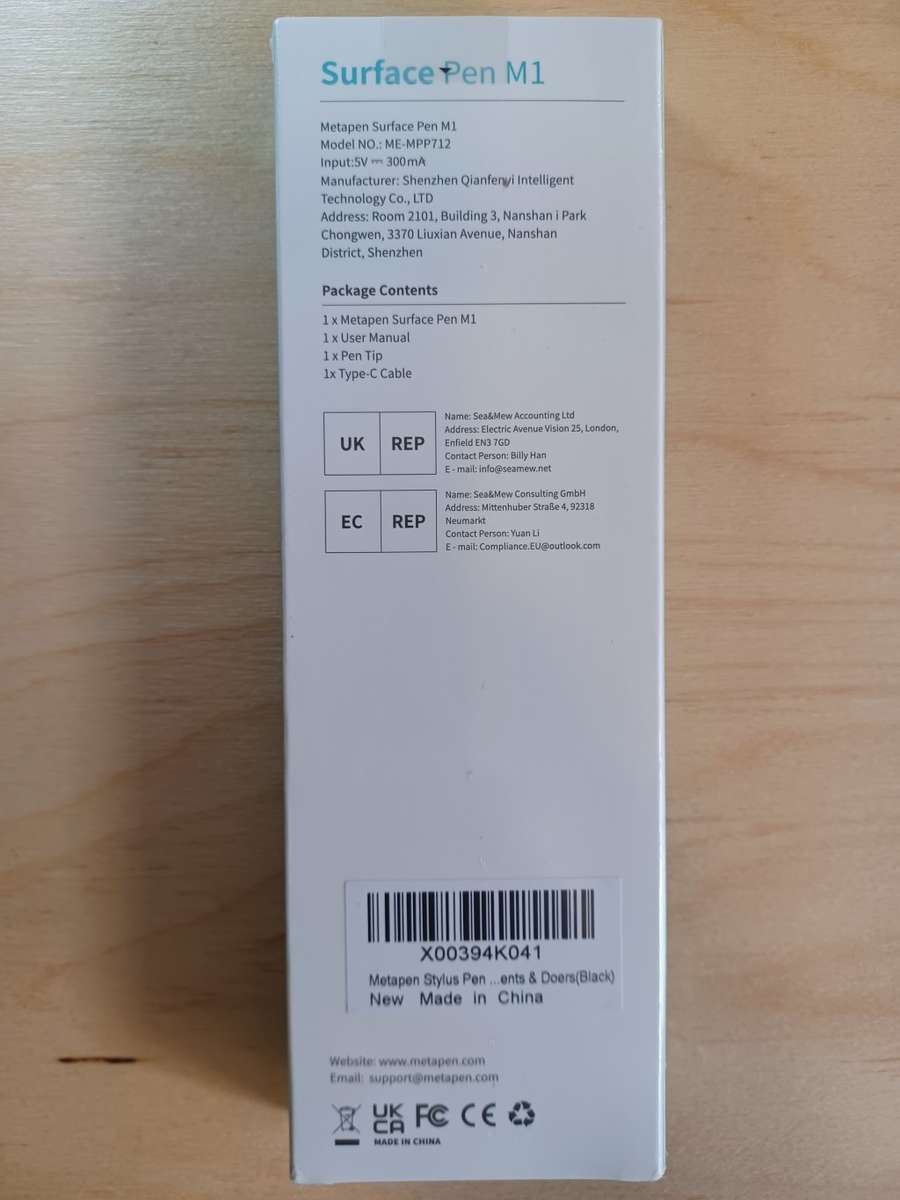 Surface Pen M1
Metapen Surface Pen M1
Model NO.: ME-MPP712
Input:5V ⎓ 300mA
Manufacturer: Shenzhen Qianfenyi Intelligent
Technology Co., LTD
Address: Room 2101, Building 3, Nanshan i Park
Chongwen, 3370 Liuxian Avenue, Nanshan
District, Shenzhen
Package Contents
1 x Metapen Surface Pen M1
1 x User Manual
1 x Pen Tip
1x Type-C Cable
UK REP
Name: Sea&Mew Accounting Ltd
Address: Electric Avenue Vision 25, London,
Enfield EN3 7GD
Contact Person: Billy Han
E - mail: info@seamew.net
EC REP
Name: Sea&Mew Consulting GmbH
Address: Mittenhuber Straße 4, 92318
Neumarkt
Contact Person: Yuan Li
E - mail: Compliance.EU@outlook.com
X00394K041
Metapen Stylus Pen ...ents & Doers(Black)
New Made in China
Website: www.metapen.com
Email: support@metapen.com
UK
CA
FC CE
MADE IN CHINA